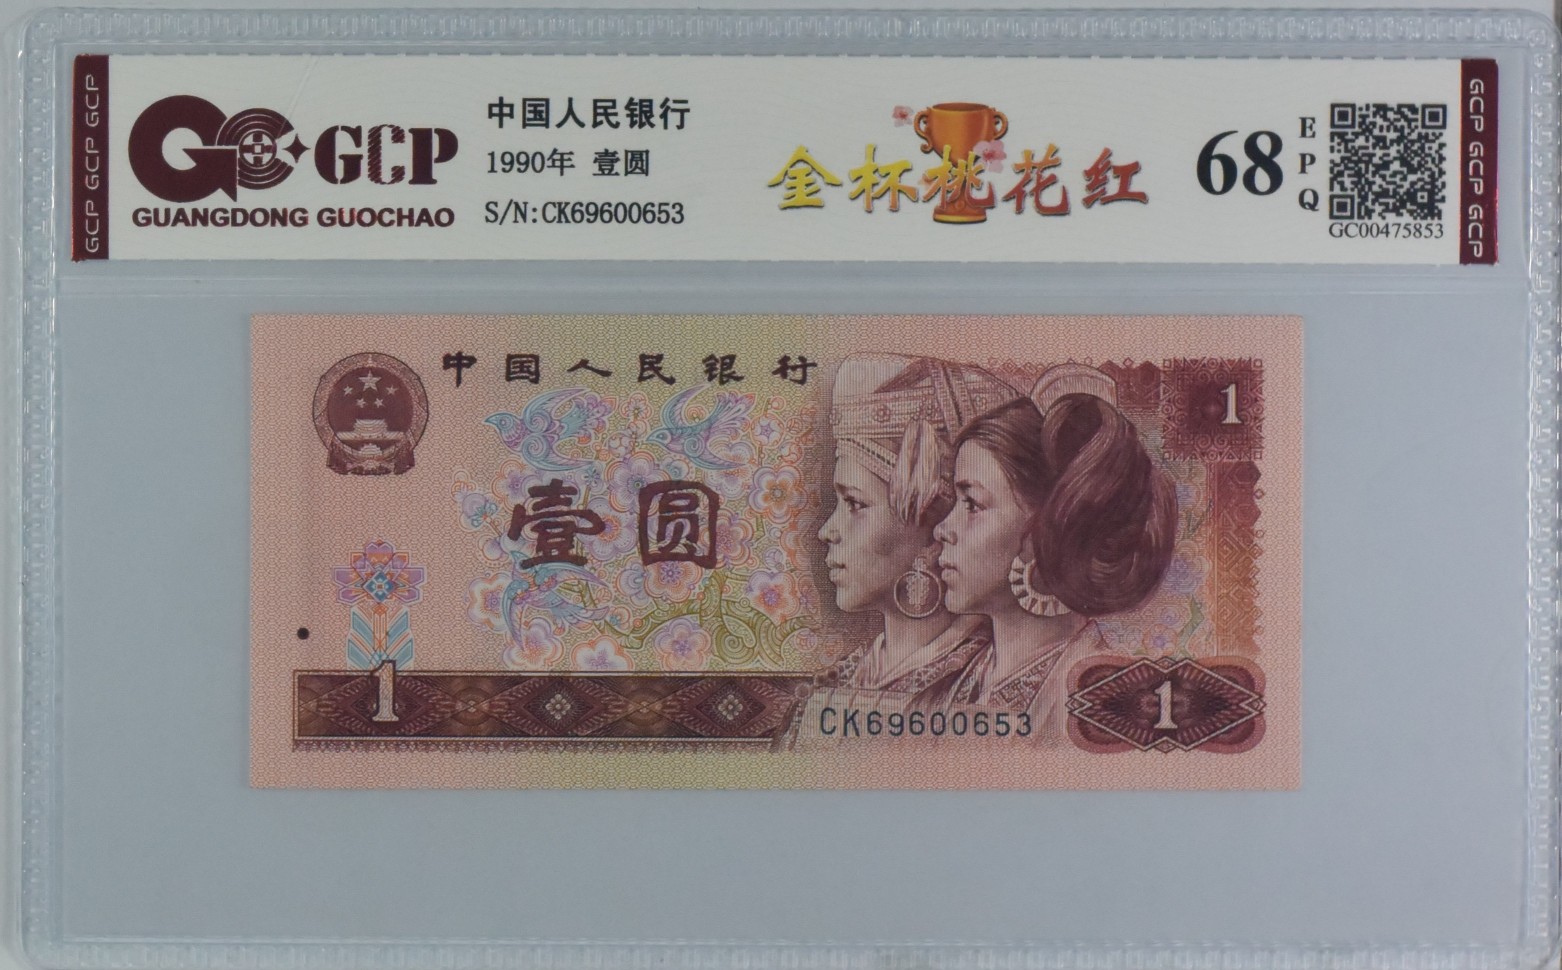 GCP GCP GCP
GCP
GUANGDONG GUOCHAO
中国人民银行
1990年 壹圆
S/N:CK69600653
金杯桃花红
68
EPQ
GC00475853
GCP GCP GCP
中国人民银行
1
壹圆
1
CK69600653
1